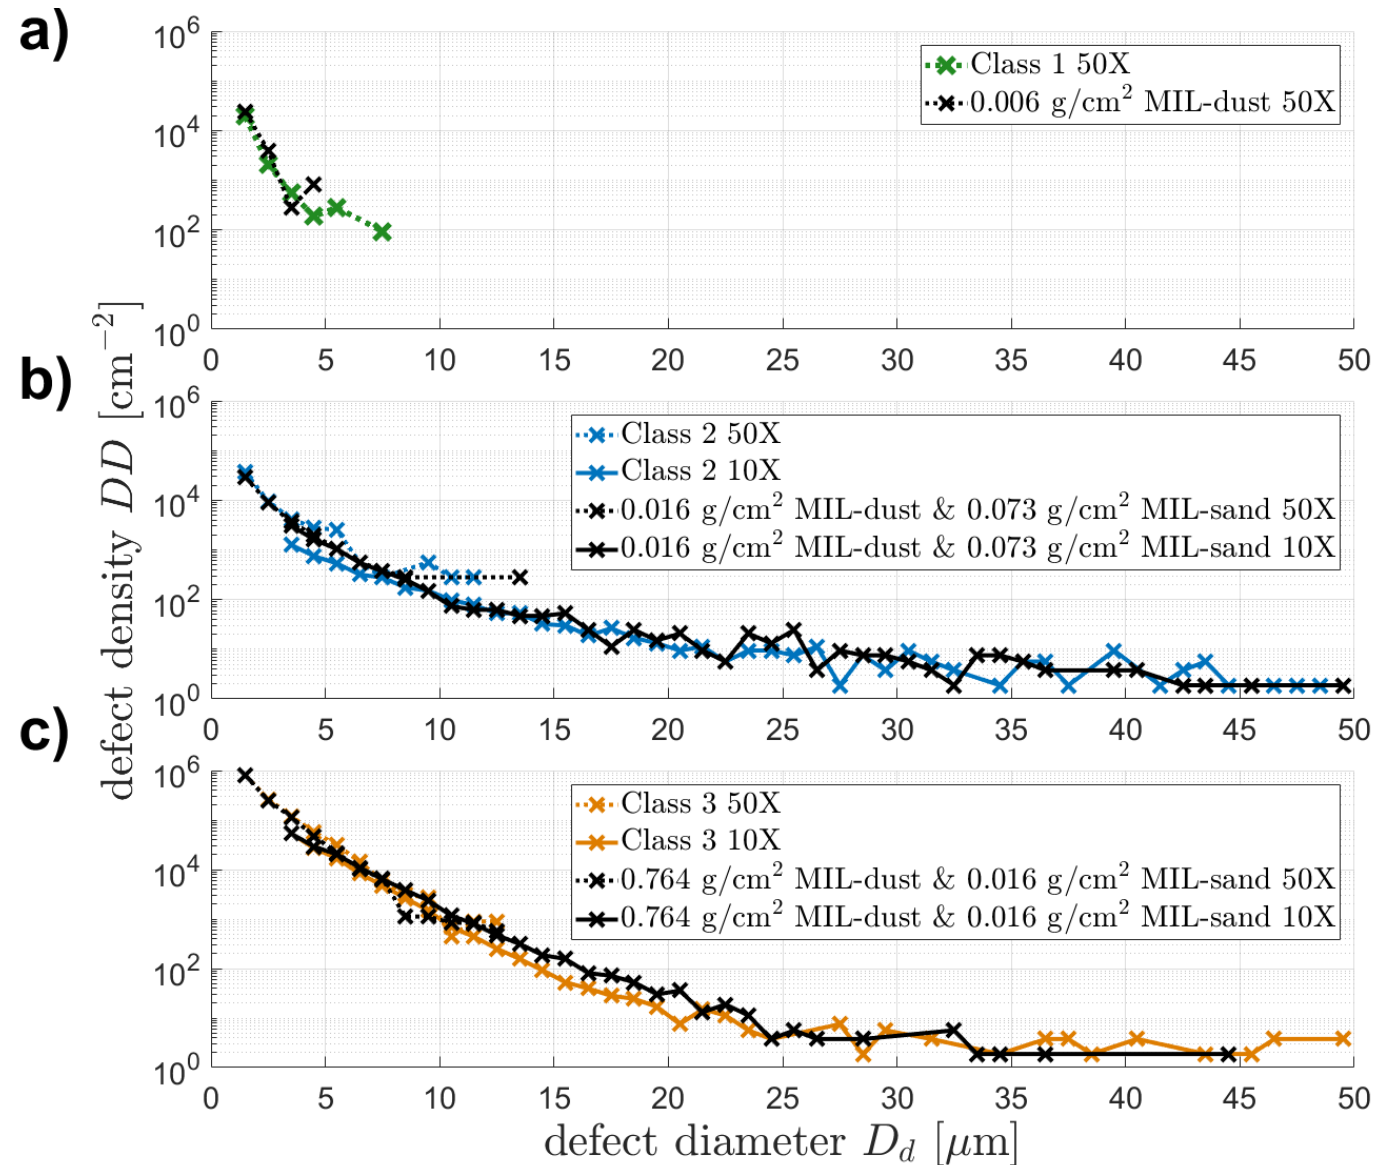 a)
10^6
10^4
10^2
10^0
0 5 10 15 20 25 30 35 40 45 50
Class 1 50X
0.006 g/cm^2 MIL-dust 50X
b)
defect density DD [cm^−2]
10^6
10^4
10^2
10^0
0 5 10 15 20 25 30 35 40 45 50
Class 2 50X
Class 2 10X
0.016 g/cm^2 MIL-dust & 0.073 g/cm^2 MIL-sand 50X
0.016 g/cm^2 MIL-dust & 0.073 g/cm^2 MIL-sand 10X
c)
10^6
10^4
10^2
10^0
0 5 10 15 20 25 30 35 40 45 50
Class 3 50X
Class 3 10X
0.764 g/cm^2 MIL-dust & 0.016 g/cm^2 MIL-sand 50X
0.764 g/cm^2 MIL-dust & 0.016 g/cm^2 MIL-sand 10X
defect diameter D_d [μm]